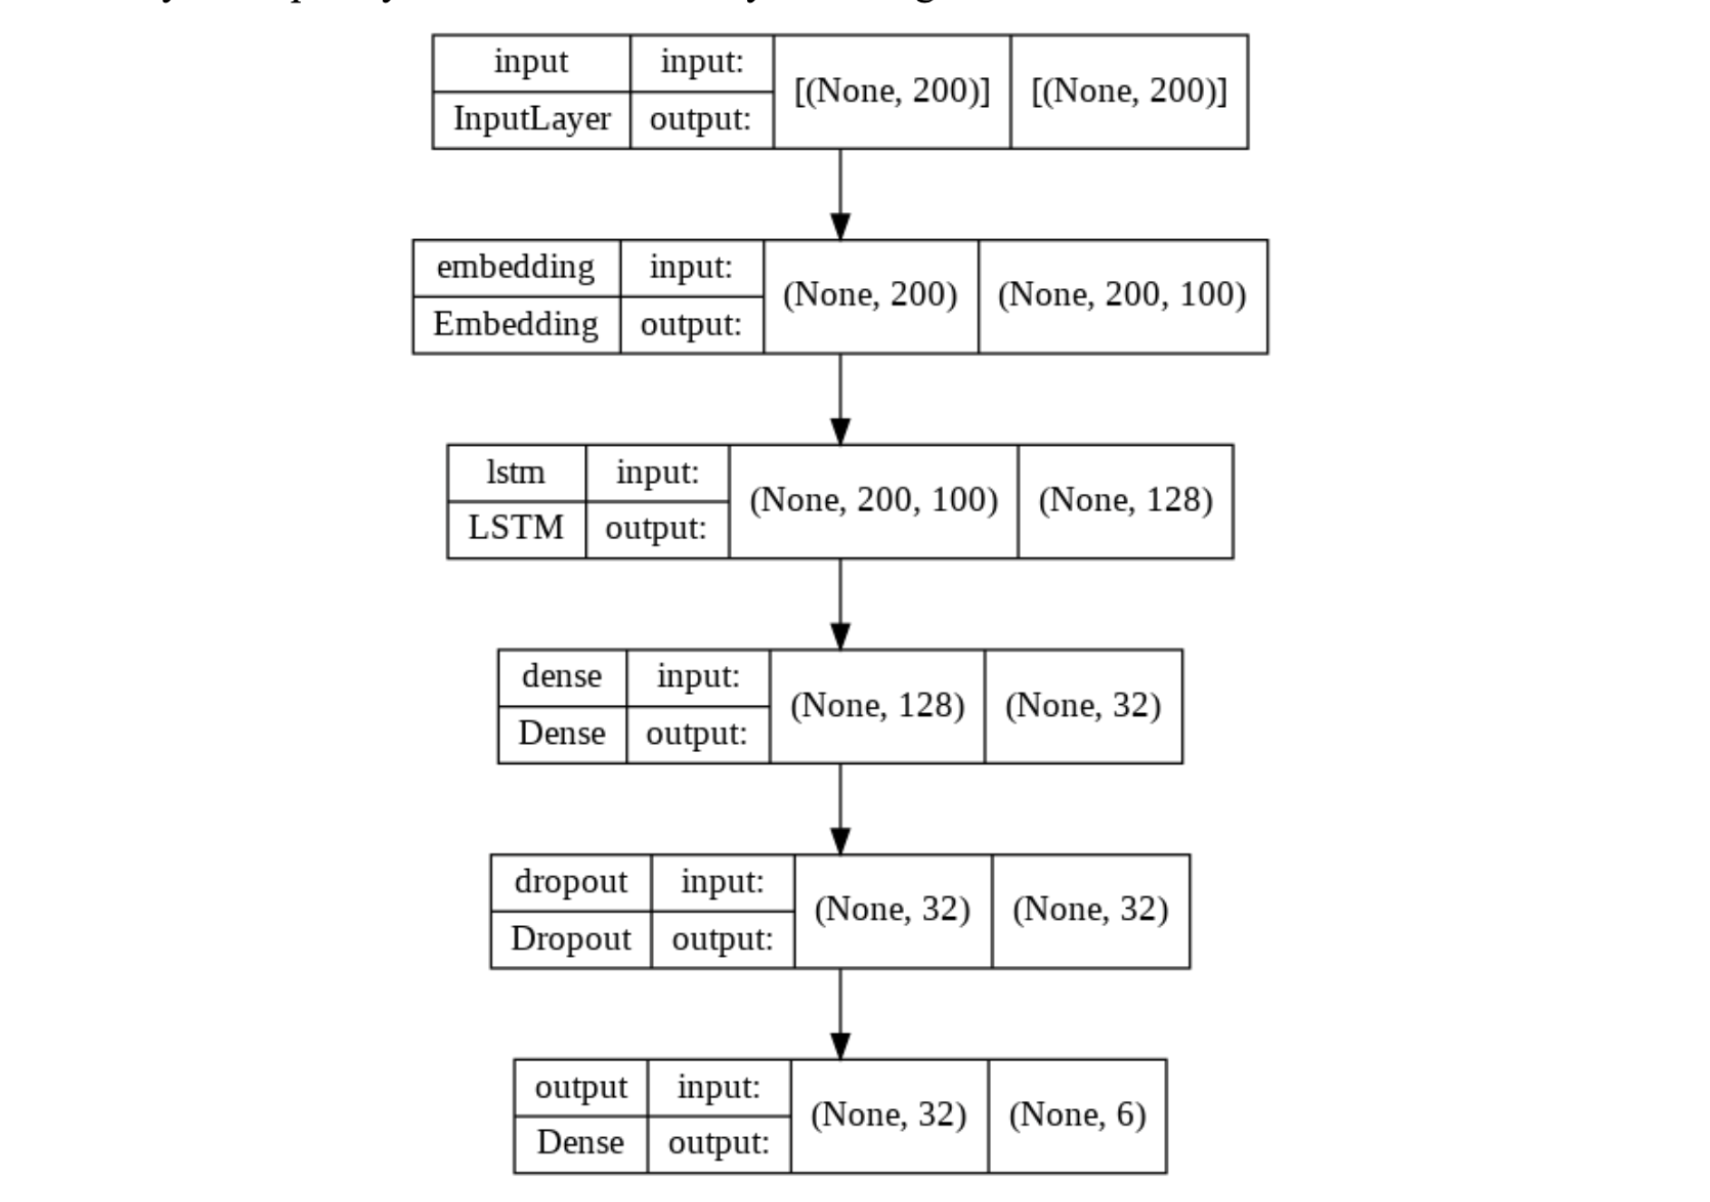 input input: [(None, 200)] [(None, 200)]
InputLayer output:
embedding input: (None, 200) (None, 200, 100)
Embedding output:
lstm input: (None, 200, 100) (None, 128)
LSTM output:
dense input: (None, 128) (None, 32)
Dense output:
dropout input: (None, 32) (None, 32)
Dropout output:
output input: (None, 32) (None, 6)
Dense output: